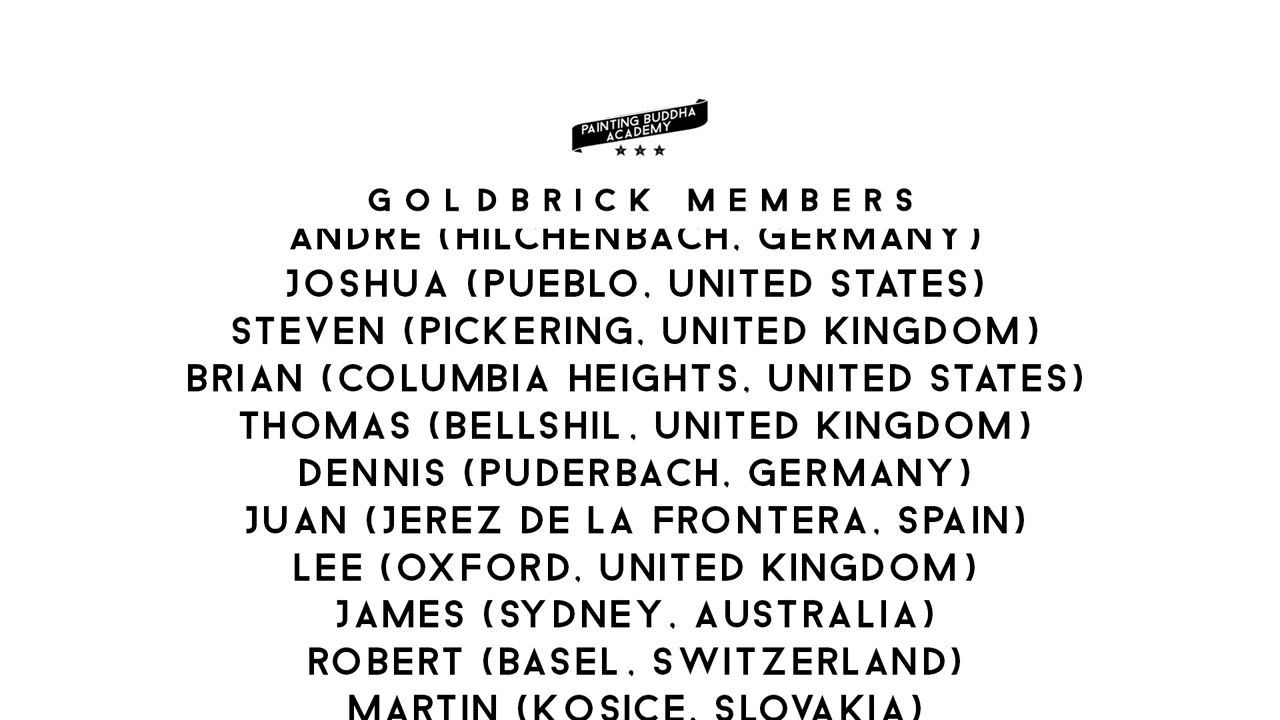 PAINTING BUDDHA
ACADEMY
GOLDBRICK MEMBERS
ANDRE (HILCHENBACH, GERMANY)
JOSHUA (PUEBLO, UNITED STATES)
STEVEN (PICKERING, UNITED KINGDOM)
BRIAN (COLUMBIA HEIGHTS, UNITED STATES)
THOMAS (BELLSHIL, UNITED KINGDOM)
DENNIS (PUDERBACH, GERMANY)
JUAN (JEREZ DE LA FRONTERA, SPAIN)
LEE (OXFORD, UNITED KINGDOM)
JAMES (SYDNEY, AUSTRALIA)
ROBERT (BASEL, SWITZERLAND)
MARTIN (KOSICE, SLOVAKIA)